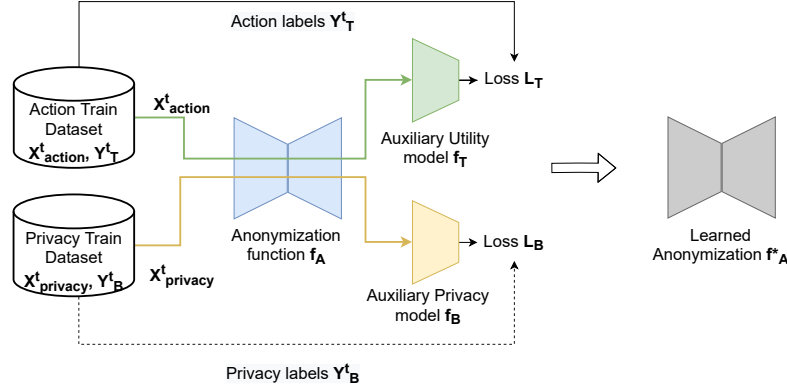 Action labels Y^t_T
Action Train
Dataset
X^t_action, Y^t_T
X^t_action
Loss L_T
Auxiliary Utility
model f_T
Privacy Train
Dataset
X^t_privacy, Y^t_B
X^t_privacy
Anonymization
function f_A
Loss L_B
Auxiliary Privacy
model f_B
Learned
Anonymization f*_A
Privacy labels Y^t_B